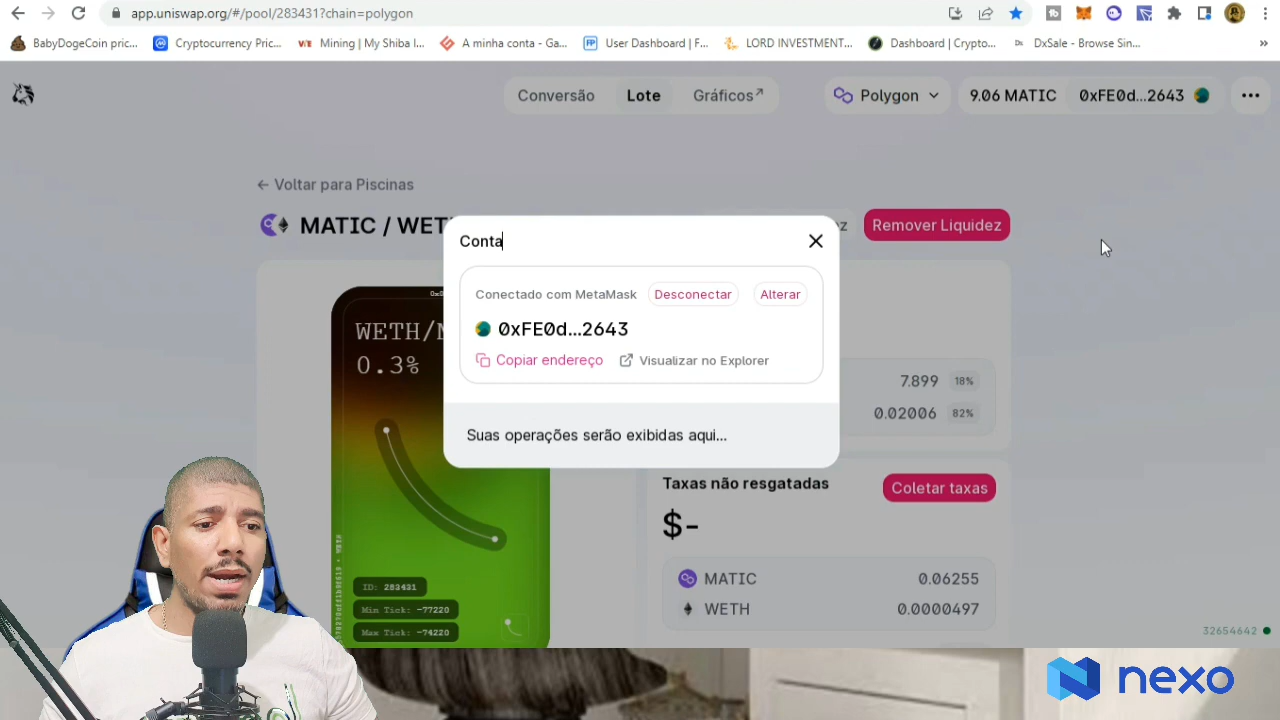 app.uniswap.org/#/pool/283431?chain=polygon
BabyDogeCoin pric... Cryptocurrency Pric... Mining | My Shiba I... A minha conta - Ga... User Dashboard | F... LORD INVESTMENT... Dashboard | Crypto... DxSale - Browse Sin... »
Conversão Lote Gráficos↗ Polygon 9.06 MATIC 0xFE0d...2643
← Voltar para Piscinas
MATIC / WET
Remover Liquidez
Conta
Conectado com MetaMask Desconectar Alterar
0xFE0d...2643
Copiar endereço Visualizar no Explorer
Suas operações serão exibidas aqui...
WETH/
0.3%
ID: 283431
Min Tick: -77220
Max Tick: -74220
7.899 18%
0.02006 82%
Taxas não resgatadas Coletar taxas
$-
MATIC 0.06255
WETH 0.0000497
32654642
nexo